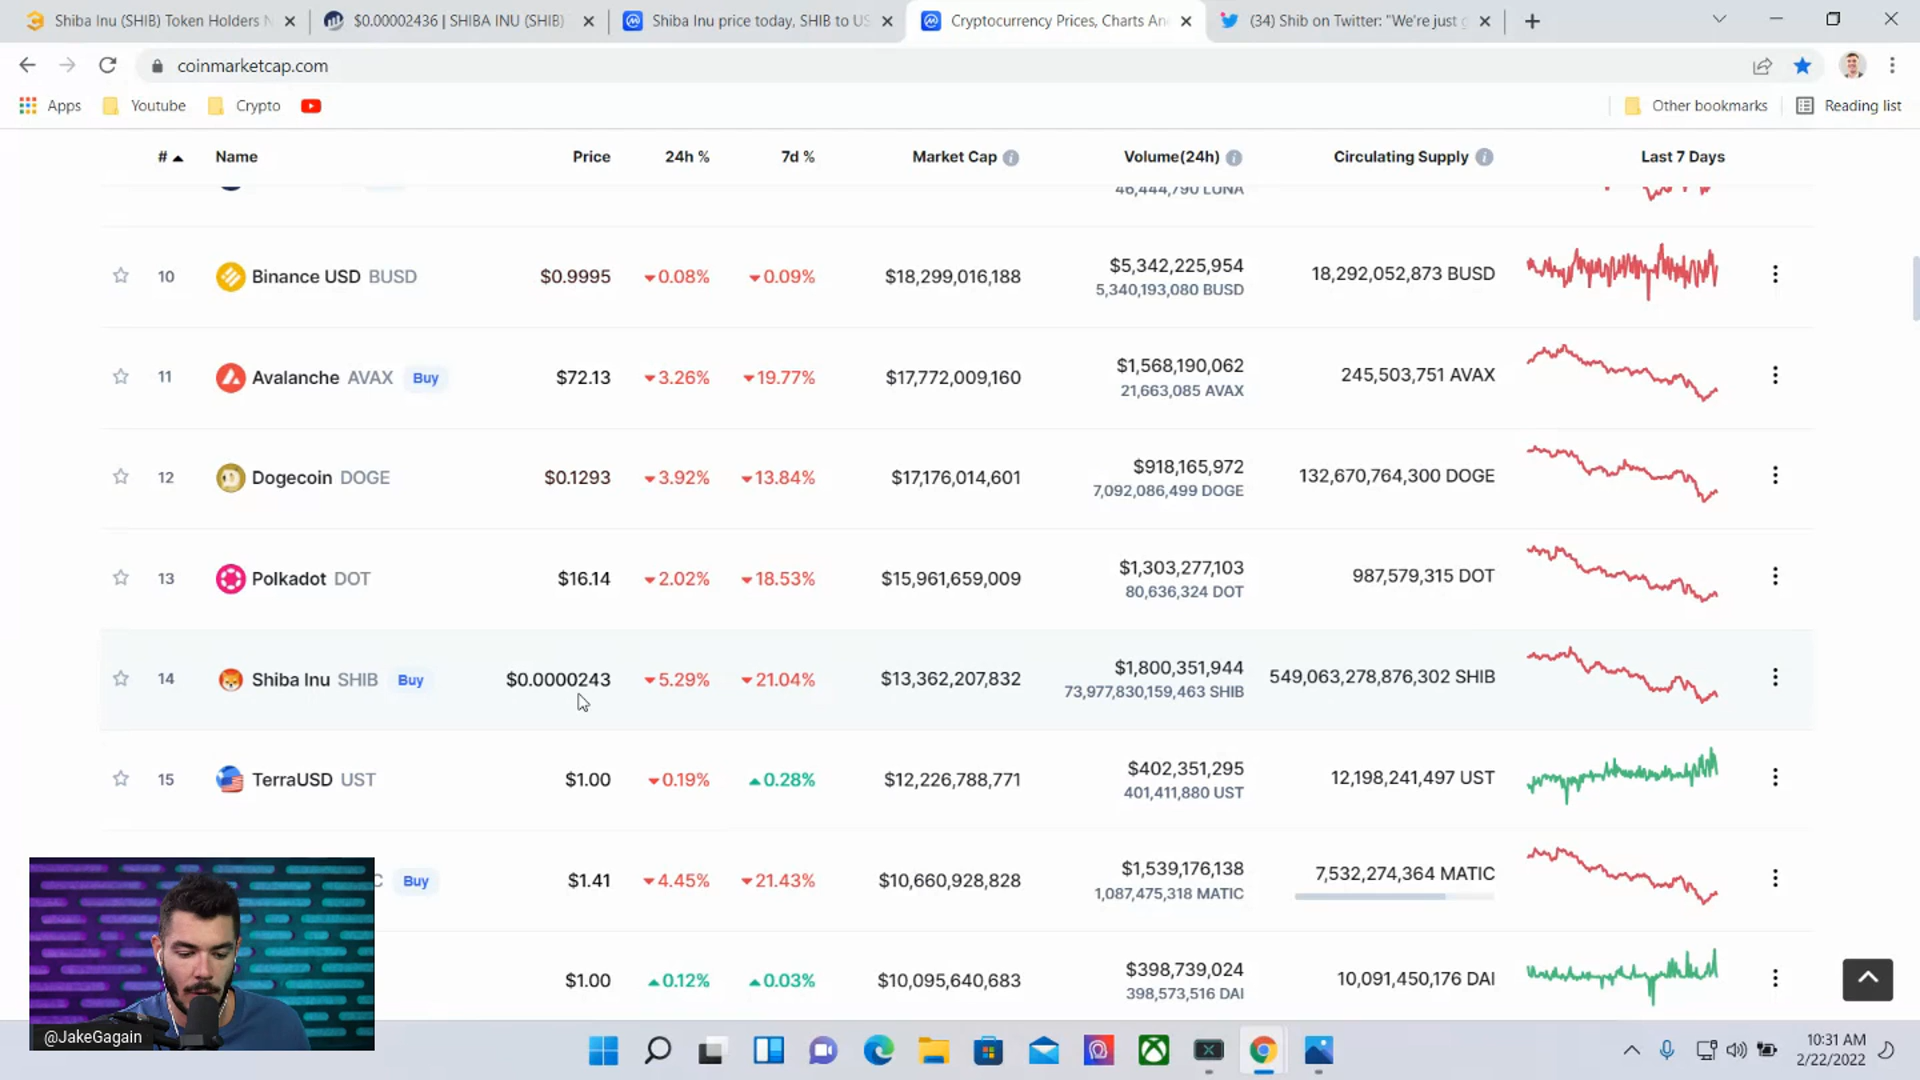 Shiba Inu (SHIB) Token Holders
$0.00002436 | SHIBA INU (SHIB)
Shiba Inu price today, SHIB to US
Cryptocurrency Prices, Charts An
(34) Shib on Twitter: "We're just g
coinmarketcap.com
Apps
Youtube
Crypto
Other bookmarks
Reading list
# Name Price 24h % 7d % Market Cap Volume(24h) Circulating Supply Last 7 Days
46,444,790 LUNA
10 Binance USD BUSD $0.9995 0.08% 0.09% $18,299,016,188 $5,342,225,954 18,292,052,873 BUSD
5,340,193,080 BUSD
11 Avalanche AVAX Buy $72.13 3.26% 19.77% $17,772,009,160 $1,568,190,062 245,503,751 AVAX
21,663,085 AVAX
12 Dogecoin DOGE $0.1293 3.92% 13.84% $17,176,014,601 $918,165,972 132,670,764,300 DOGE
7,092,086,499 DOGE
13 Polkadot DOT $16.14 2.02% 18.53% $15,961,659,009 $1,303,277,103 987,579,315 DOT
80,636,324 DOT
14 Shiba Inu SHIB Buy $0.0000243 5.29% 21.04% $13,362,207,832 $1,800,351,944 549,063,278,876,302 SHIB
73,977,830,159,463 SHIB
15 TerraUSD UST $1.00 0.19% 0.28% $12,226,788,771 $402,351,295 12,198,241,497 UST
401,411,880 UST
C Buy $1.41 4.45% 21.43% $10,660,928,828 $1,539,176,138 7,532,274,364 MATIC
1,087,475,318 MATIC
$1.00 0.12% 0.03% $10,095,640,683 $398,739,024 10,091,450,176 DAI
398,573,516 DAI
@JakeGagain
10:31 AM
2/22/2022